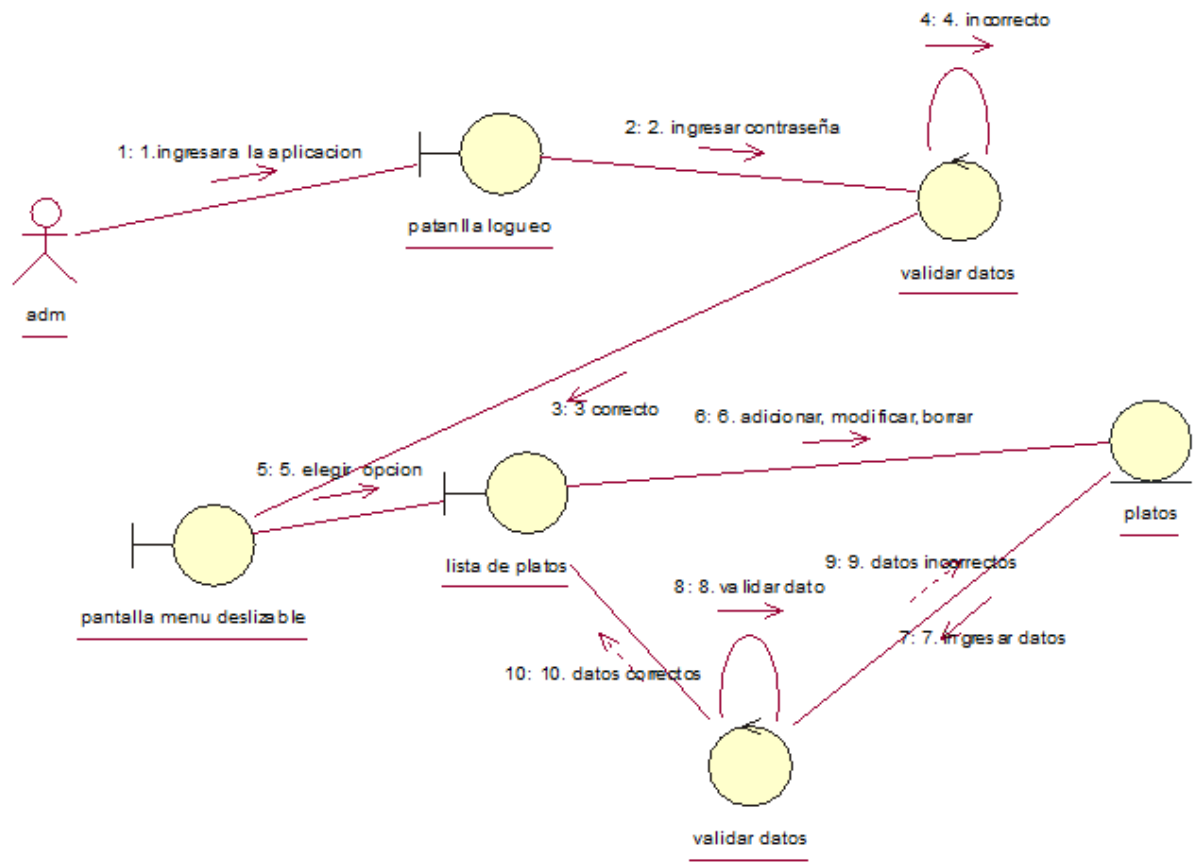 4: 4. incorrecto
2: 2. ingresar contraseña
1: 1.ingresara la aplicacion
patanlla logueo
validar datos
adm
3: 3 correcto
6: 6. adicionar, modificar,borrar
5: 5. elegir opcion
platos
lista de platos
9: 9. datos incorrectos
8: 8. validar dato
pantalla menu deslizable
7: 7. ingresar datos
10: 10. datos correctos
validar datos